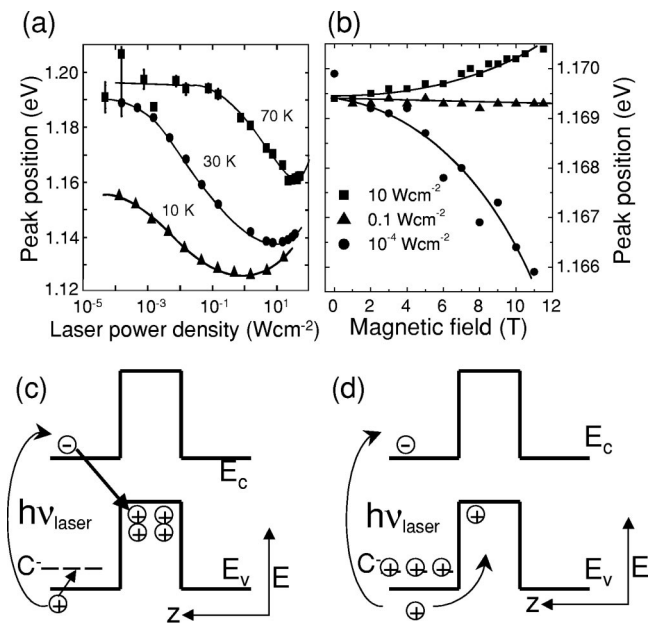 (a)
Peak position (eV)
1.20
1.19
1.18
1.16
1.14
1.12
70 K
30 K
10 K
10-5
10-3
10-1
101
Laser power density (Wcm-2)
(b)
1.170
1.169
1.168
1.167
1.166
Peak position (eV)
10 Wcm-2
0.1 Wcm-2
10-4 Wcm-2
0 2 4 6 8 10 12
Magnetic field (T)
(c)
−
Ec
hνlaser
+ +
+ +
C-
Ev
E
+
z
(d)
−
Ec
hνlaser
+
C-
+ + +
Ev
E
+
z